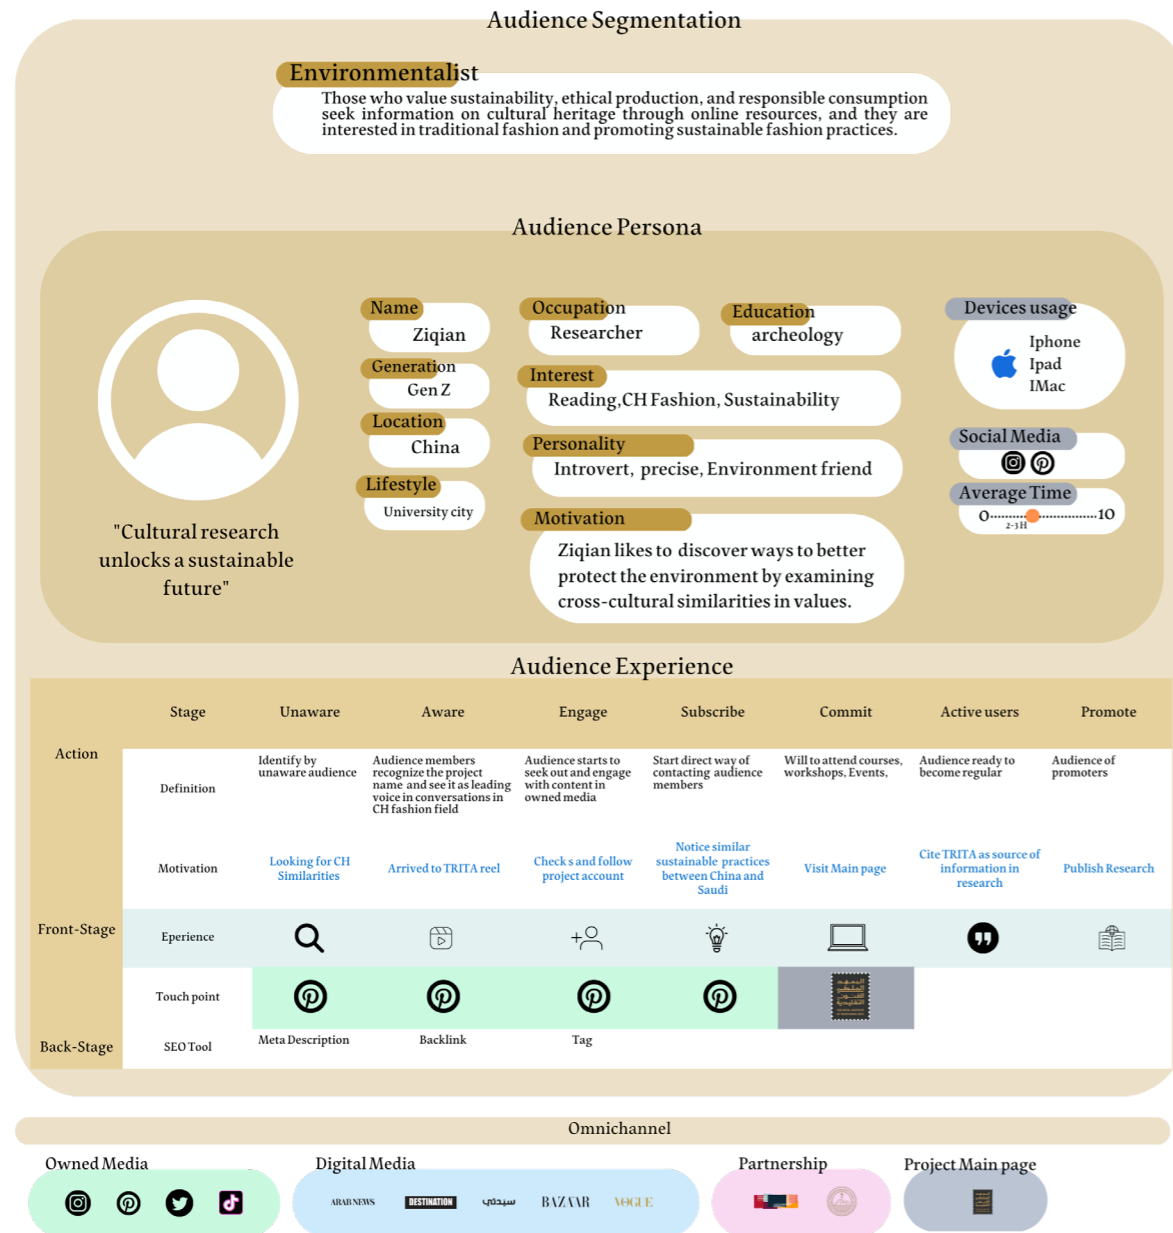 Audience Segmentation
Environmentalist
Those who value sustainability, ethical production, and responsible consumption
seek information on cultural heritage through online resources, and they are
interested in traditional fashion and promoting sustainable fashion practices.
Audience Persona
"Cultural research
unlocks a sustainable
future"
Name
Ziqian
Generation
Gen Z
Location
China
Lifestyle
University city
Occupation
Researcher
Education
archeology
Interest
Reading,CH Fashion, Sustainability
Personality
Introvert, precise, Environment friend
Motivation
Ziqian likes to discover ways to better
protect the environment by examining
cross-cultural similarities in values.
Devices usage
Iphone
Ipad
IMac
Social Media
Average Time
0 10
2-3H
Audience Experience
Stage Unaware Aware Engage Subscribe Commit Active users Promote
Action
Definition
Identify by
unaware audience
Audience members
recognize the project
name and see it as leading
voice in conversations in
CH fashion field
Audience starts to
seek out and engage
with content in
owned media
Start direct way of
contacting audience
members
Will to attend courses,
workshops, Events,
Audience ready to
become regular
Audience of
promoters
Motivation
Looking for CH
Similarities
Arrived to TRITA reel
Check s and follow
project account
Notice similar
sustainable practices
between China and
Saudi
Visit Main page
Cite TRITA as source of
information in
research
Publish Research
Front-Stage
Eperience
Touch point
المعهد
الملكي
للفنون
التقليدية
Back-Stage
SEO Tool
Meta Description
Backlink
Tag
Omnichannel
Owned Media
Digital Media
ARAB NEWS
DESTINATION
سيدتي
BAZAAR
VOGUE
Partnership
Project Main page